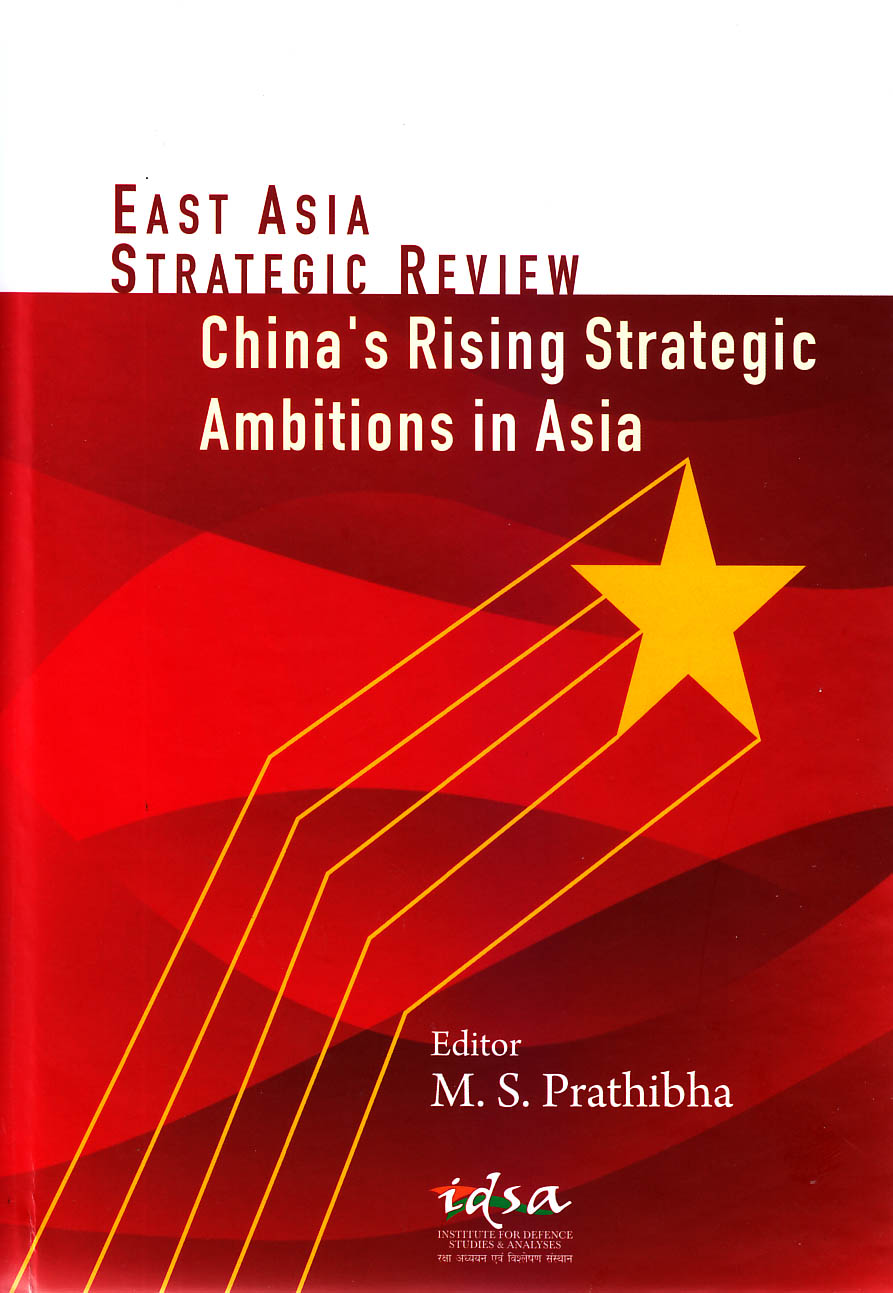 EAST ASIA
STRATEGIC REVIEW
China's Rising Strategic
Ambitions in Asia
Editor
M. S. Prathibha
idsa
INSTITUTE FOR DEFENCE
STUDIES & ANALYSES
रक्षा अध्ययन एवं विश्लेषण संस्थान